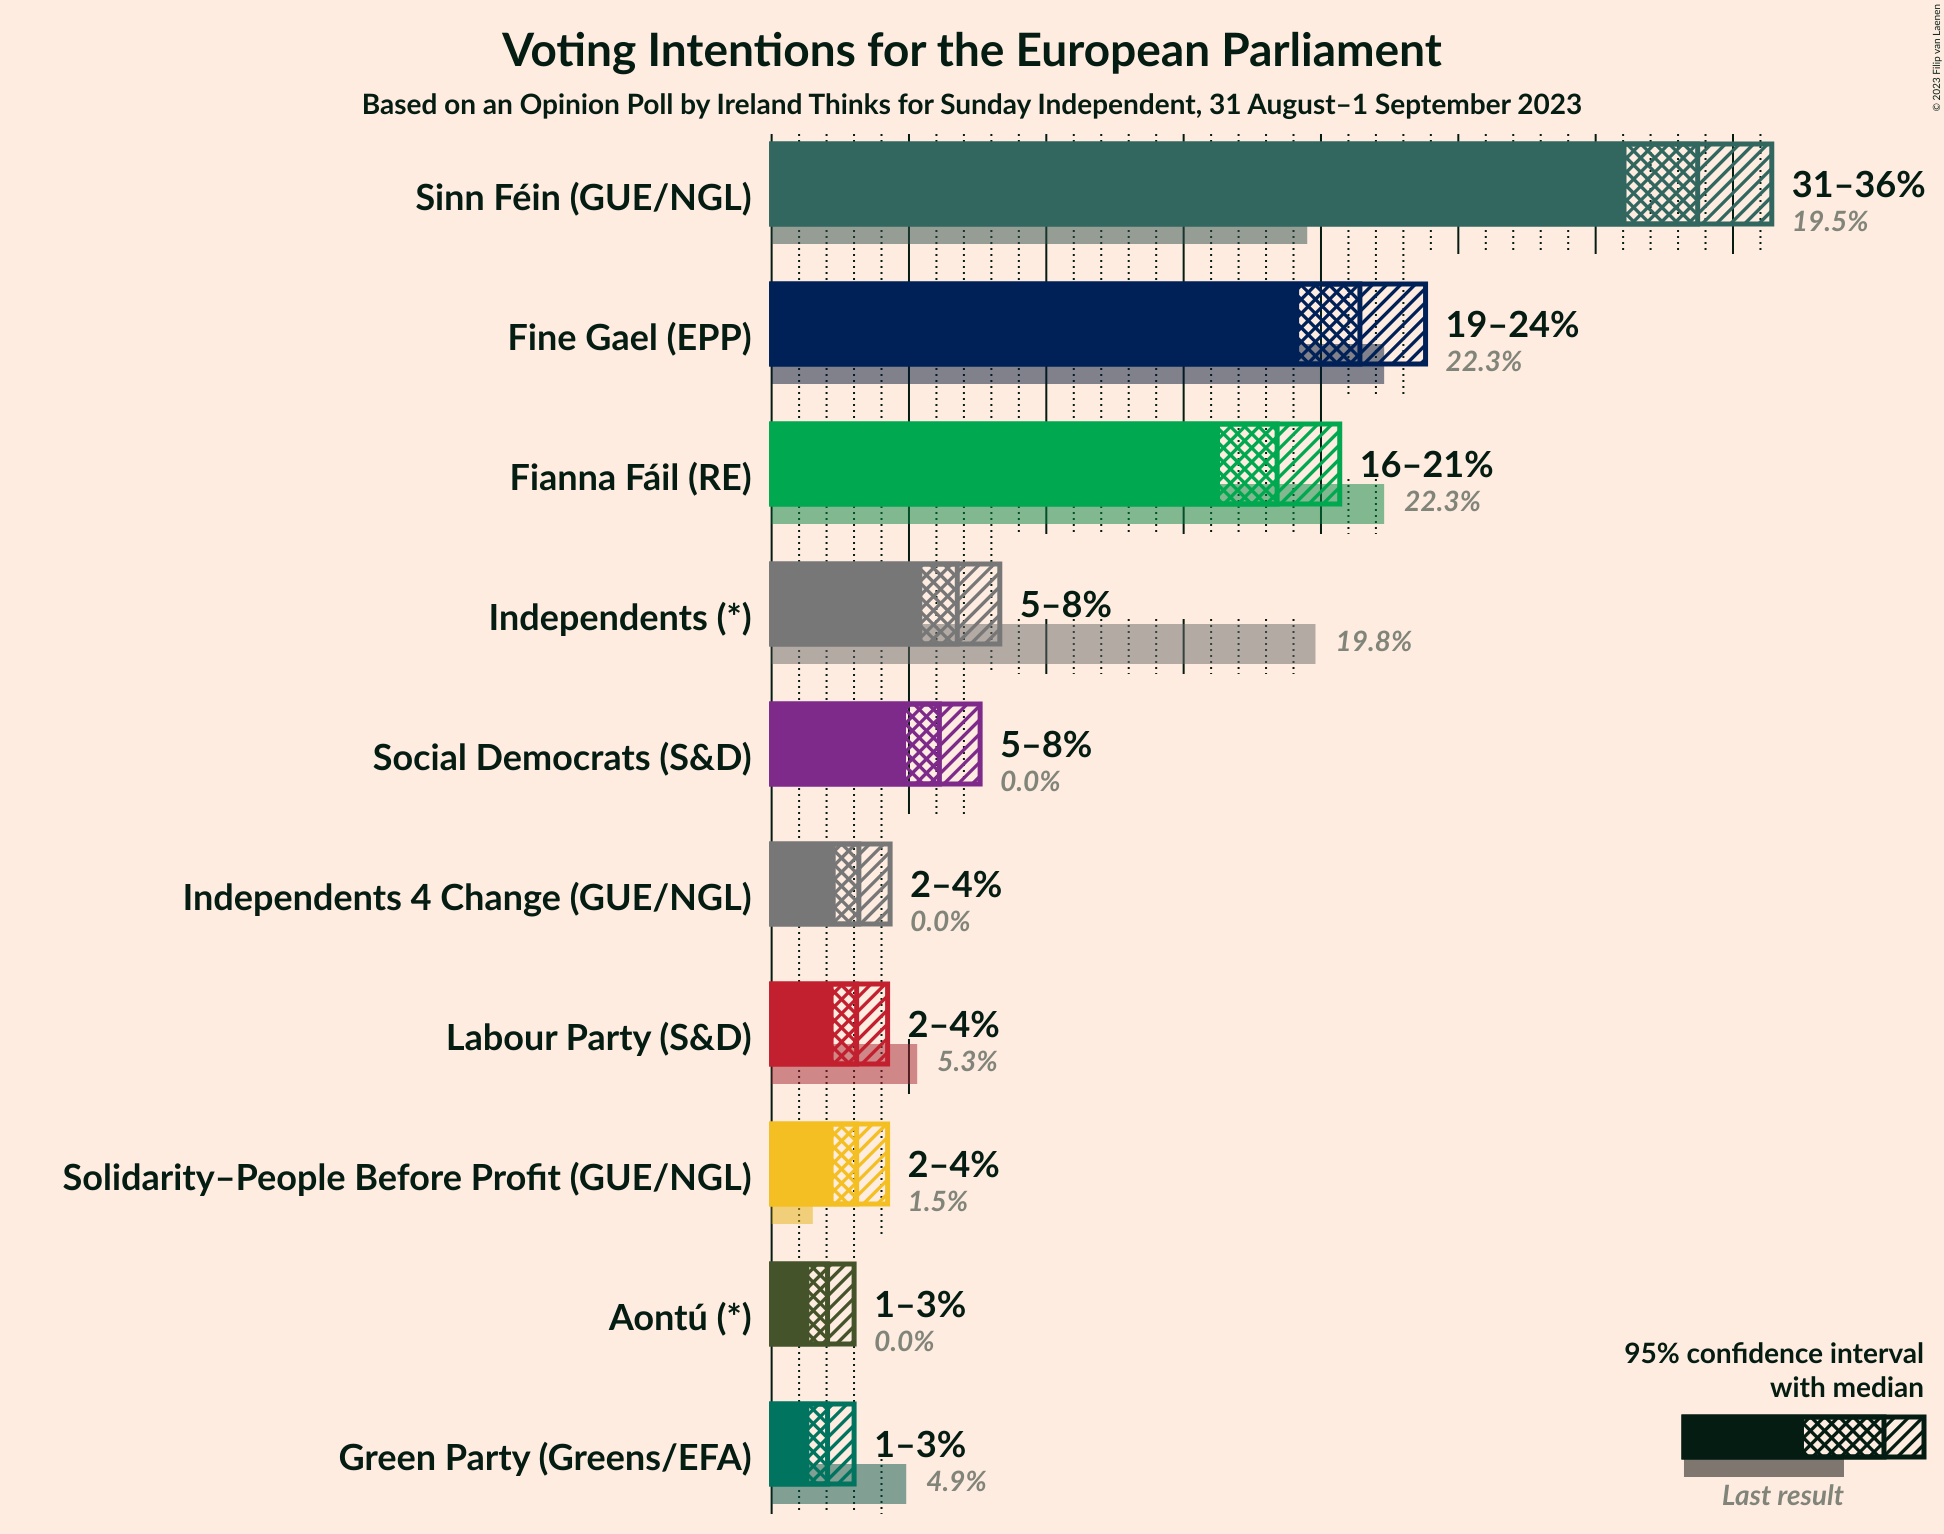 Voting Intentions for the European Parliament
Based on an Opinion Poll by Ireland Thinks for Sunday Independent, 31 August–1 September 2023
© 2023 Filip van Laenen
Sinn Féin (GUE/NGL)
31–36%
19.5%
Fine Gael (EPP)
19–24%
22.3%
Fianna Fáil (RE)
16–21%
22.3%
Independents (*)
5–8%
19.8%
Social Democrats (S&D)
5–8%
0.0%
Independents 4 Change (GUE/NGL)
2–4%
0.0%
Labour Party (S&D)
2–4%
5.3%
Solidarity–People Before Profit (GUE/NGL)
2–4%
1.5%
Aontú (*)
1–3%
0.0%
Green Party (Greens/EFA)
1–3%
4.9%
95% confidence interval
with median
Last result